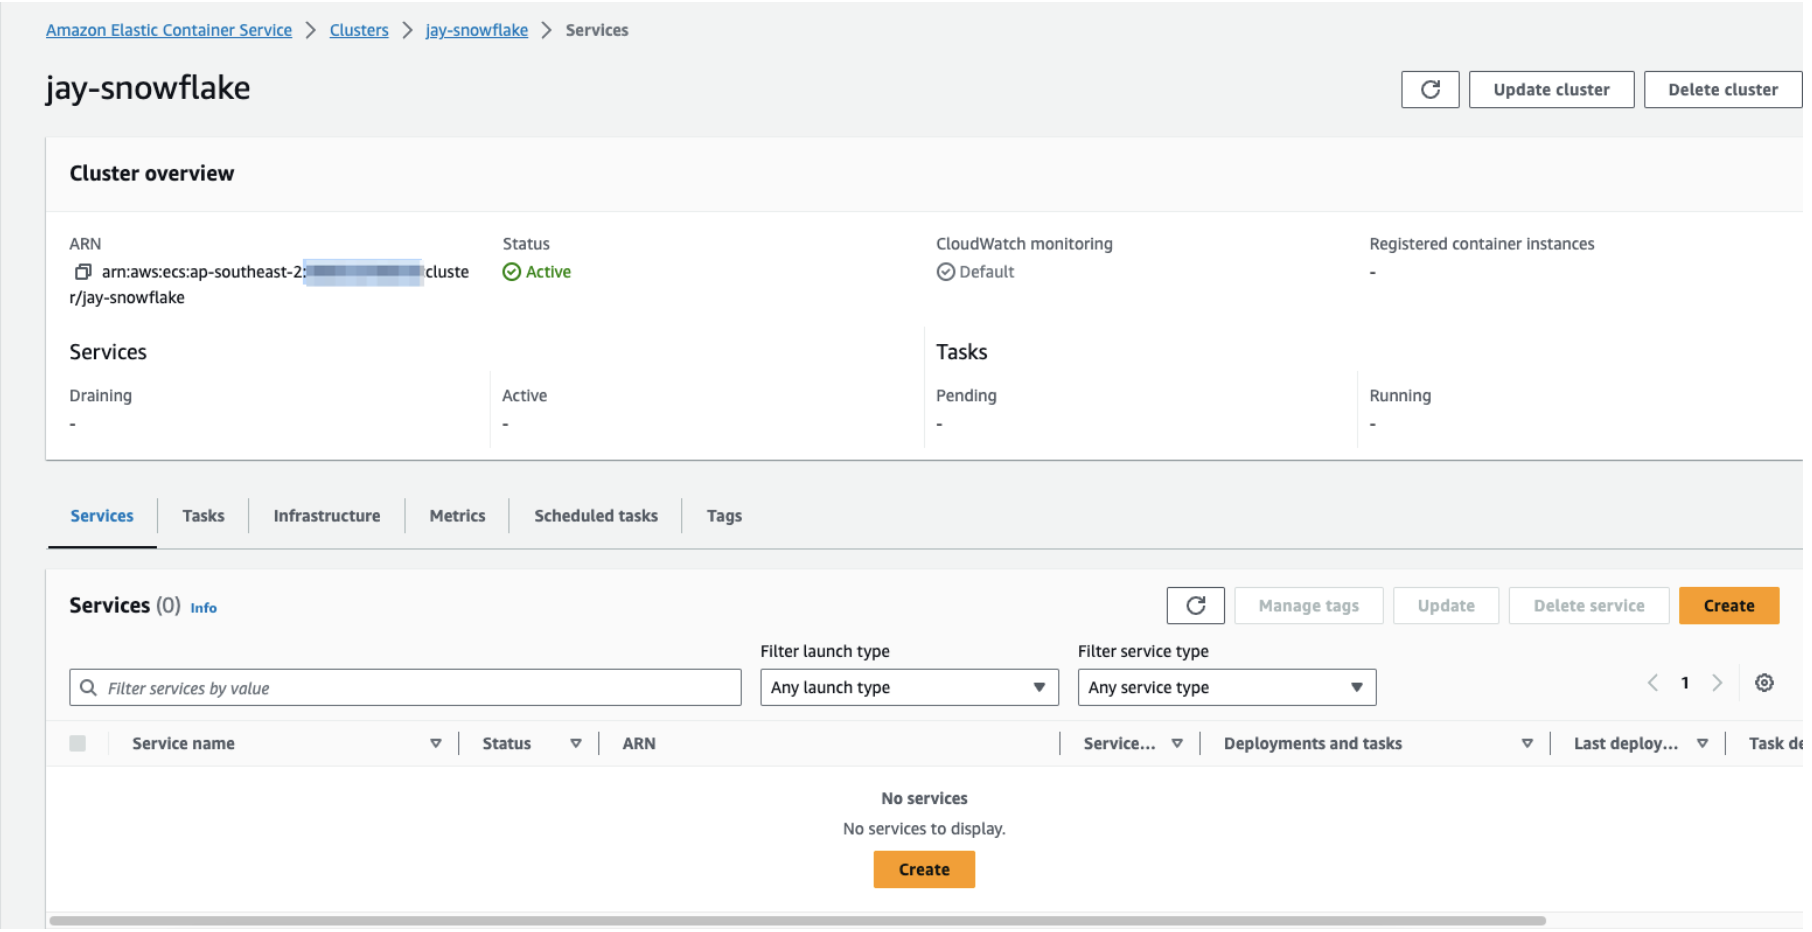 Amazon Elastic Container Service > Clusters > jay-snowflake > Services
jay-snowflake
Update cluster
Delete cluster
Cluster overview
ARN
arn:aws:ecs:ap-southeast-2:
:cluste
r/jay-snowflake
Status
Active
CloudWatch monitoring
Default
Registered container instances
-
Services
Draining
-
Active
-
Tasks
Pending
-
Running
-
Services
Tasks
Infrastructure
Metrics
Scheduled tasks
Tags
Services (0) Info
Manage tags
Update
Delete service
Create
Filter launch type
Filter service type
Filter services by value
Any launch type
Any service type
1
Service name
Status
ARN
Service...
Deployments and tasks
Last deploy...
Task de
No services
No services to display.
Create